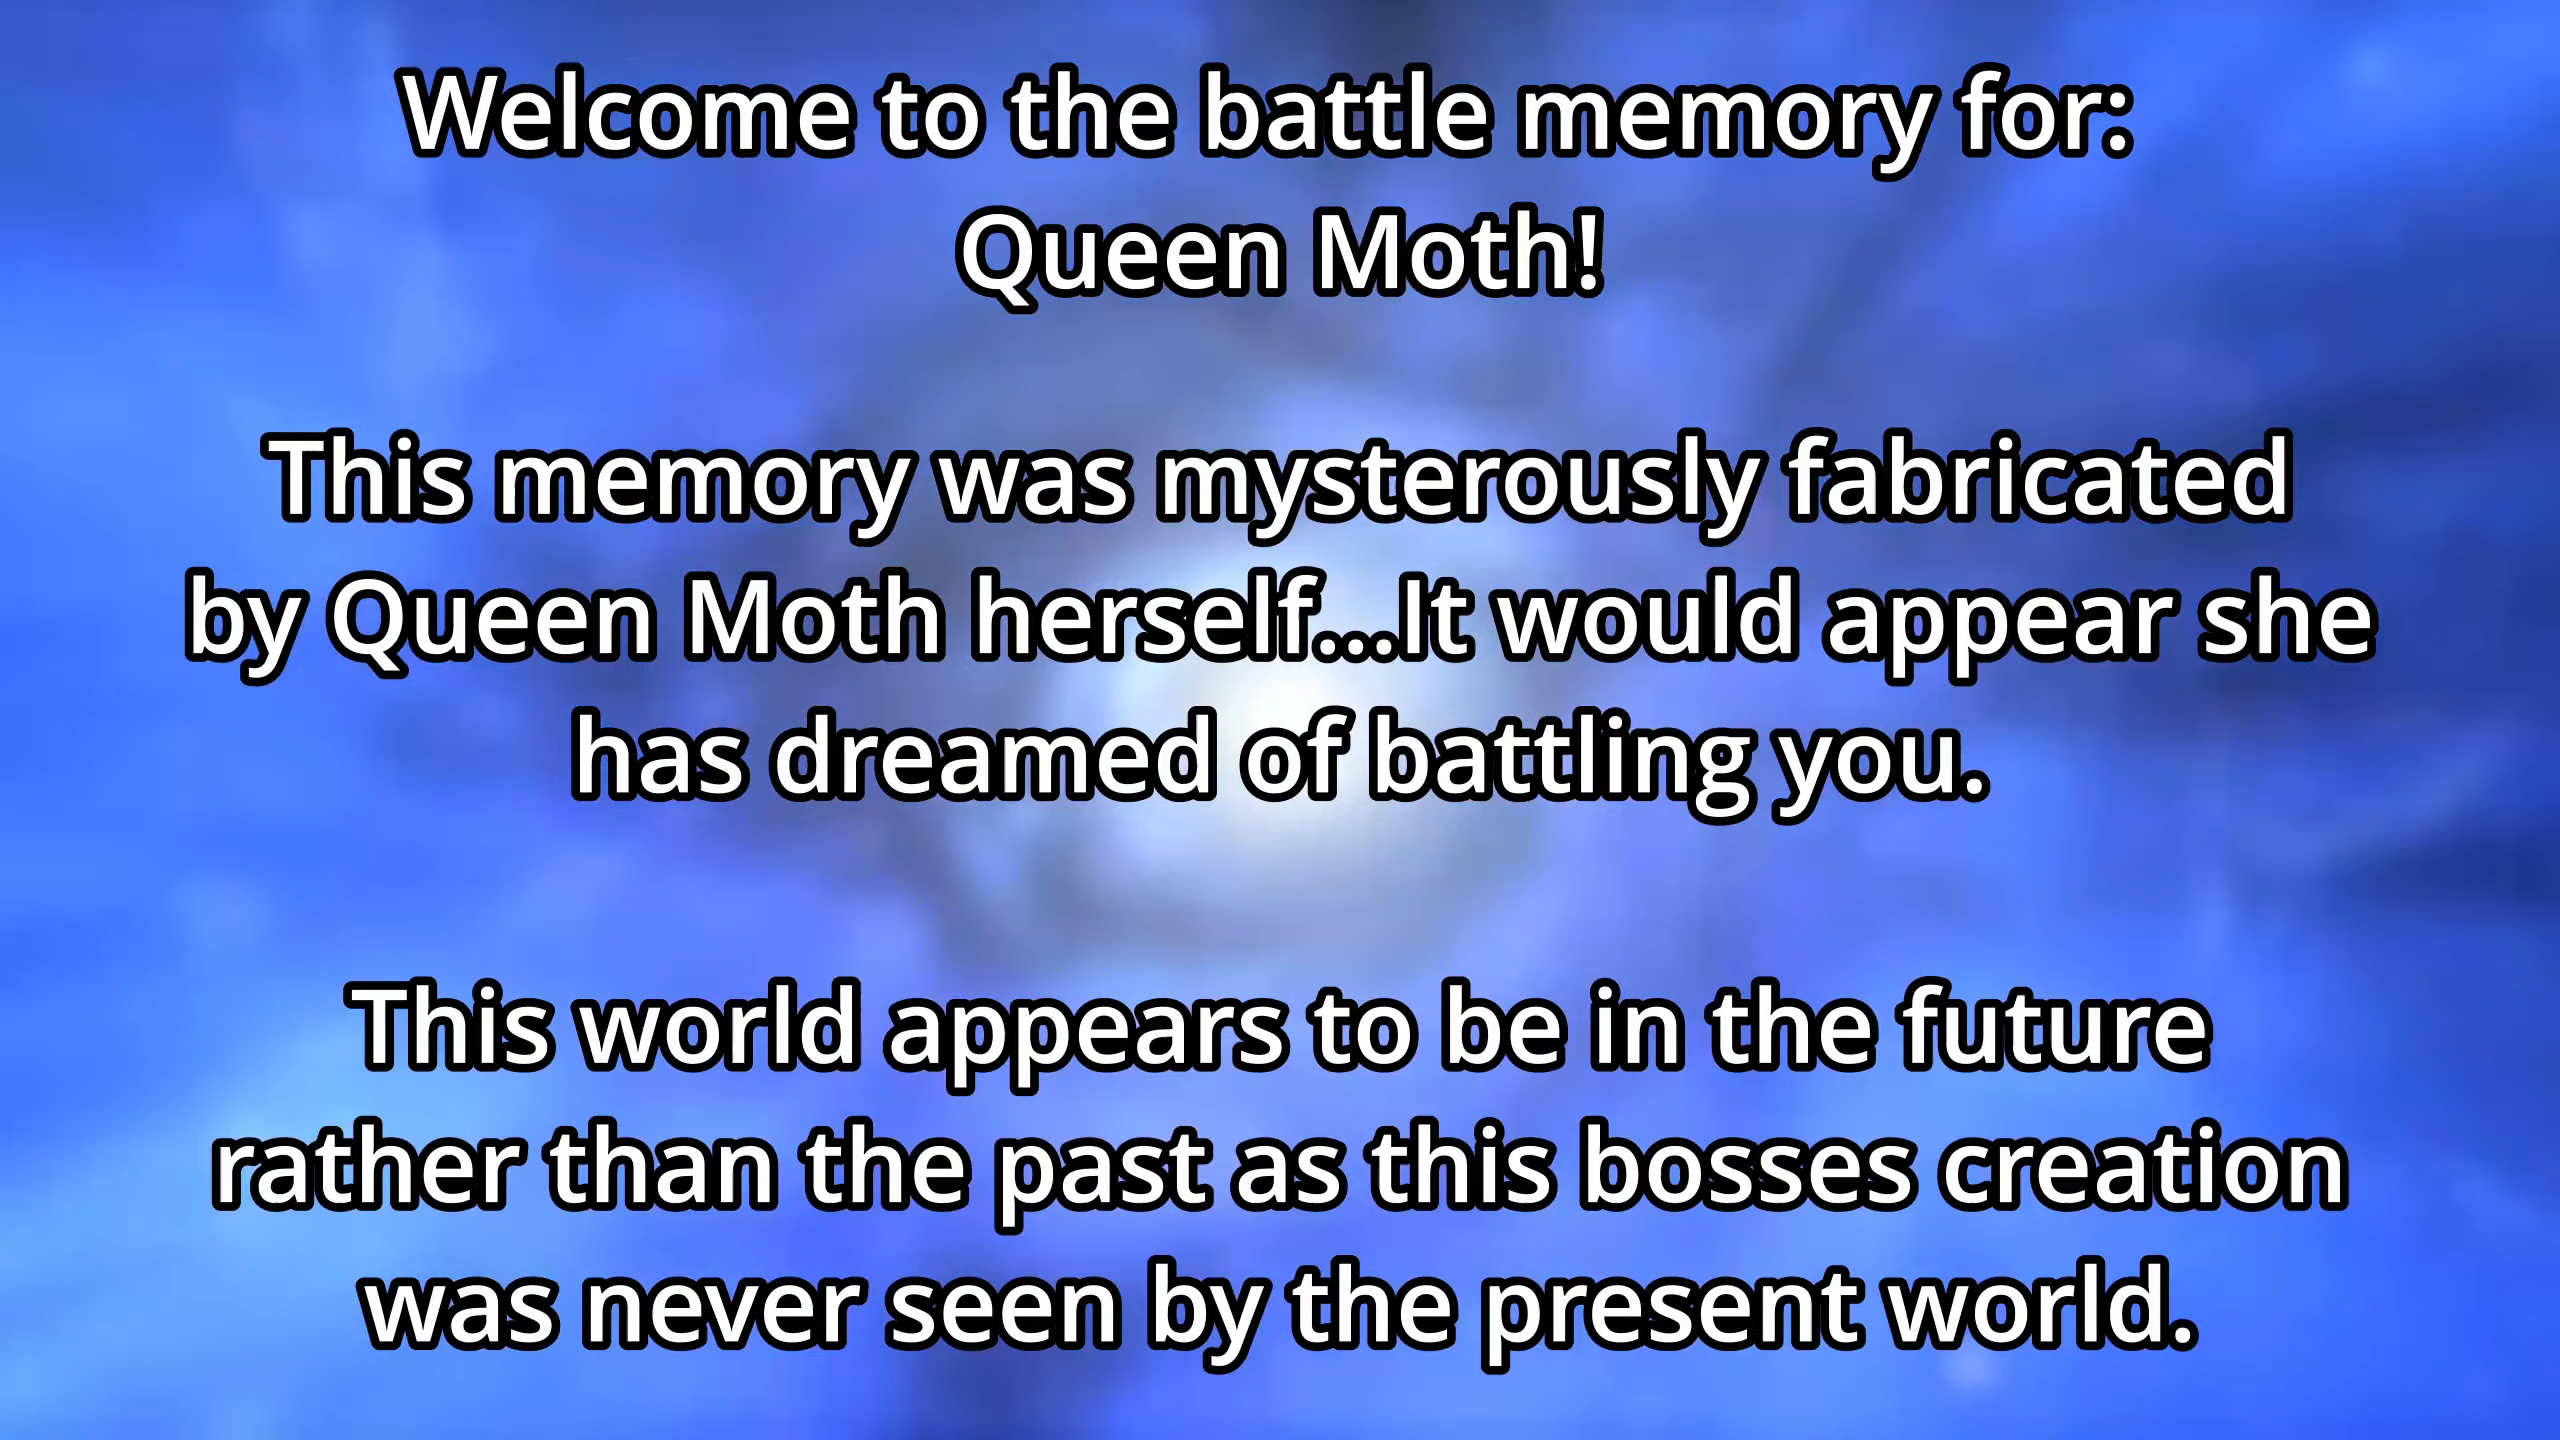 Welcome to the battle memory for:
Queen Moth!
This memory was mysterously fabricated
by Queen Moth herself...It would appear she
has dreamed of battling you.
This world appears to be in the future
rather than the past as this bosses creation
was never seen by the present world.